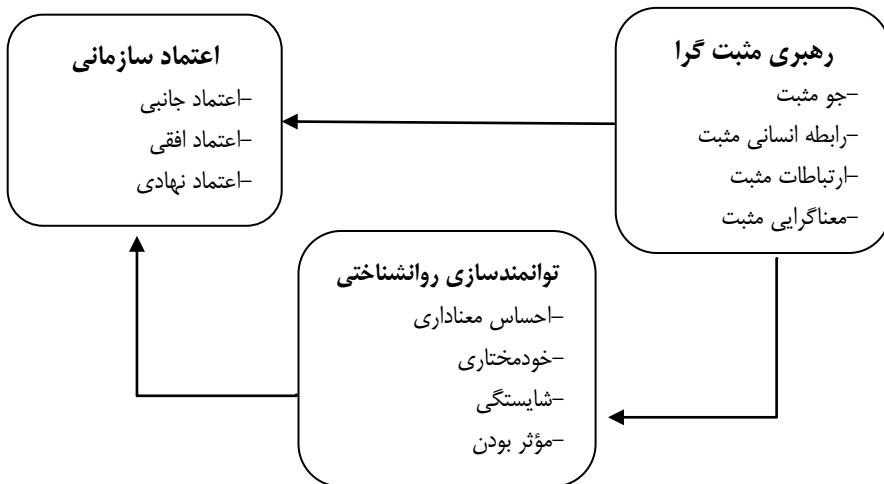 رهبری مثبت گرا
-جو مثبت
-رابطه انسانی مثبت
-ارتباطات مثبت
-معناگرایی مثبت
اعتماد سازمانی
-اعتماد جانبی
-اعتماد افقی
-اعتماد نهادی
توانمندسازی روانشناختی
-احساس معناداری
-خودمختاری
-شایستگی
-مؤثر بودن